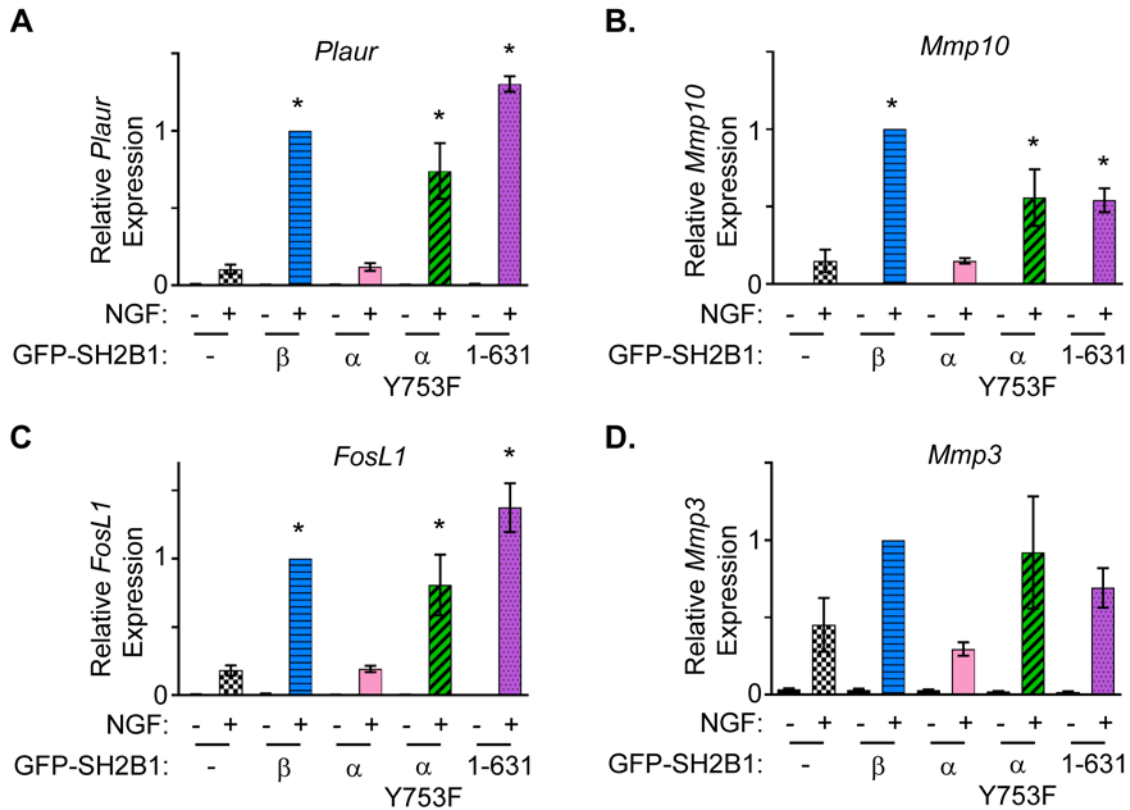 A
Plaur
Relative Plaur
Expression
1
0
* * *
NGF: - + - + - + - + - +
GFP-SH2B1: - β α α 1-631
Y753F
B.
Mmp10
Relative Mmp10
Expression
1
0
* * *
NGF: - + - + - + - + - +
GFP-SH2B1: - β α α 1-631
Y753F
C
FosL1
Relative FosL1
Expression
1
0
* * *
NGF: - + - + - + - + - +
GFP-SH2B1: - β α α 1-631
Y753F
D.
Mmp3
Relative Mmp3
Expression
1
0
NGF: - + - + - + - + - +
GFP-SH2B1: - β α α 1-631
Y753F